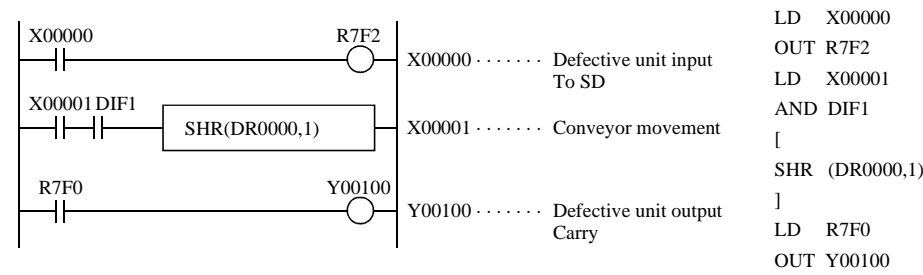 X00000 R7F2
X00000 ······· Defective unit input
To SD
X00001 DIF1
SHR(DR0000,1)
X00001 ······· Conveyor movement
R7F0 Y00100
Y00100 ······· Defective unit output
Carry
LD X00000
OUT R7F2
LD X00001
AND DIF1
[
SHR (DR0000,1)
]
LD R7F0
OUT Y00100